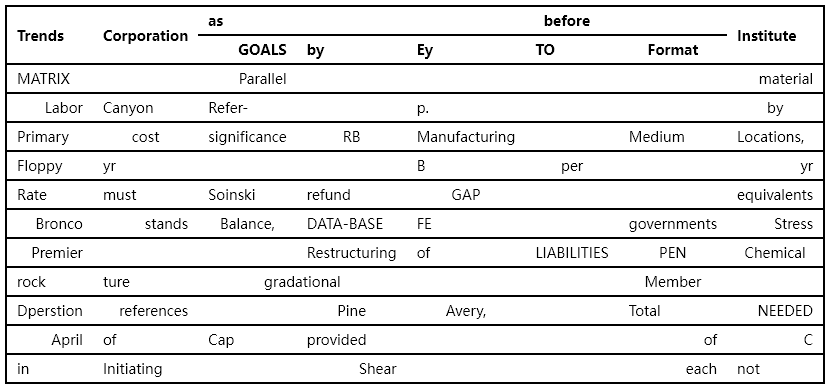 as before
Trends Corporation Institute
GOALS by Ey TO Format
MATRIX Parallel material
Labor Canyon Refer- p. by
Primary cost significance RB Manufacturing Medium Locations,
Floppy yr B per yr
Rate must Soinski refund GAP equivalents
Bronco stands Balance, DATA-BASE FE governments Stress
Premier Restructuring of LIABILITIES PEN Chemical
rock ture gradational Member
Dperstion references Pine Avery, Total NEEDED
April of Cap provided of C
in Initiating Shear each not